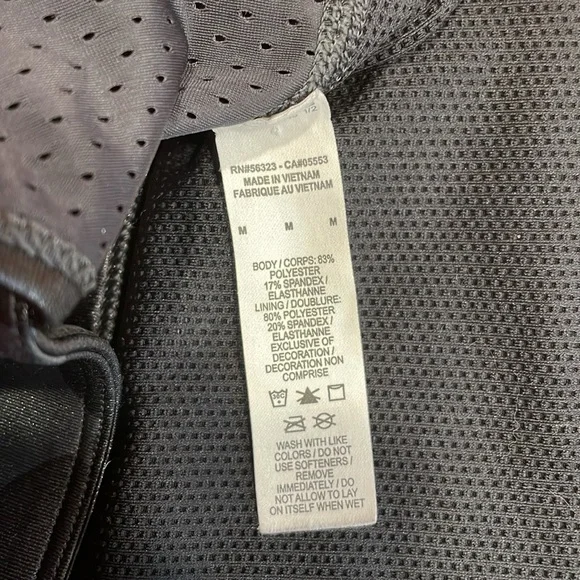 1/2
RN#56323 - CA#05553
MADE IN VIETNAM
FABRIQUE AU VIETNAM
M M M
BODY / CORPS: 83%
POLYESTER
17% SPANDEX /
ELASTHANNE
LINING / DOUBLURE:
80% POLYESTER
20% SPANDEX /
ELASTHANNE
EXCLUSIVE OF
DECORATION /
DECORATION NON
COMPRISE
WASH WITH LIKE
COLORS / DO NOT
USE SOFTENERS /
REMOVE
IMMEDIATELY / DO
NOT ALLOW TO LAY
ON ITSELF WHEN WET